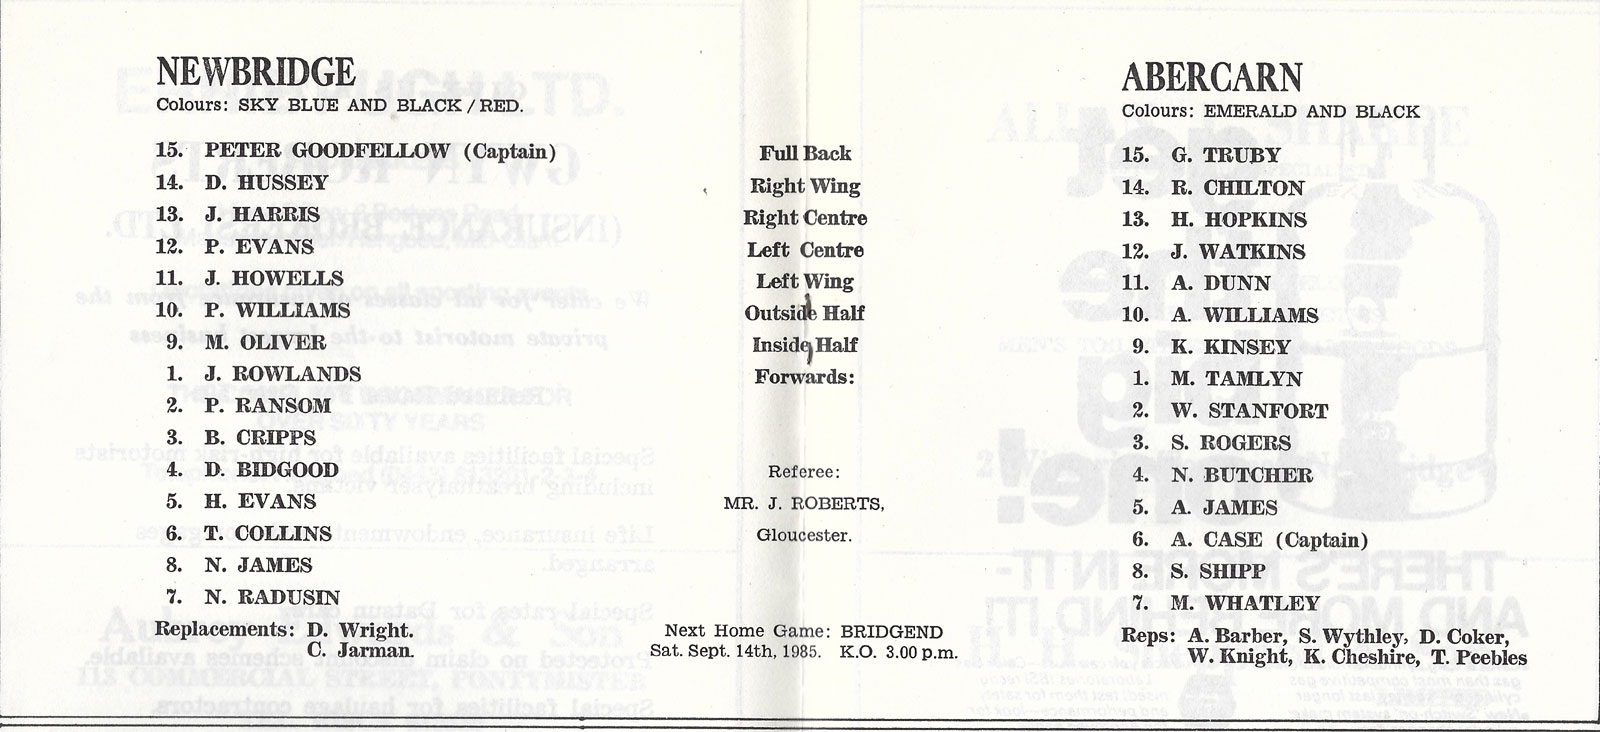 NEWBRIDGE
Colours: SKY BLUE AND BLACK / RED.
15. PETER GOODFELLOW (Captain)
14. D. HUSSEY
13. J. HARRIS
12. P. EVANS
11. J. HOWELLS
10. P. WILLIAMS
9. M. OLIVER
1. J. ROWLANDS
2. P. RANSOM
3. B. CRIPPS
4. D. BIDGOOD
5. H. EVANS
6. T. COLLINS
8. N. JAMES
7. N. RADUSIN
Replacements: D. Wright.
C. Jarman.
Full Back
Right Wing
Right Centre
Left Centre
Left Wing
Outside Half
Inside Half
Forwards:
Referee:
MR. J. ROBERTS,
Gloucester.
Next Home Game: BRIDGEND
Sat. Sept. 14th, 1985. K.O. 3.00 p.m.
ABERCARN
Colours: EMERALD AND BLACK
15. G. TRUBY
14. R. CHILTON
13. H. HOPKINS
12. J. WATKINS
11. A. DUNN
10. A. WILLIAMS
9. K. KINSEY
1. M. TAMLYN
2. W. STANFORT
3. S. ROGERS
4. N. BUTCHER
5. A. JAMES
6. A. CASE (Captain)
8. S. SHIPP
7. M. WHATLEY
Reps: A. Barber, S. Wythley, D. Coker,
W. Knight, K. Cheshire, T. Peebles